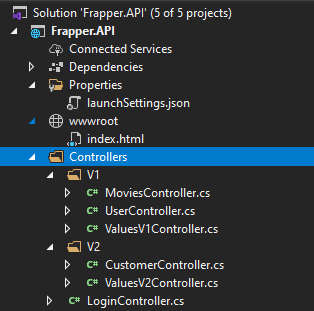 Solution 'Frapper.API' (5 of 5 projects)
Frapper.API
Connected Services
Dependencies
Properties
launchSettings.json
wwwroot
index.html
Controllers
V1
C# MoviesController.cs
C# UserController.cs
C# ValuesV1Controller.cs
V2
C# CustomerController.cs
C# ValuesV2Controller.cs
C# LoginController.cs